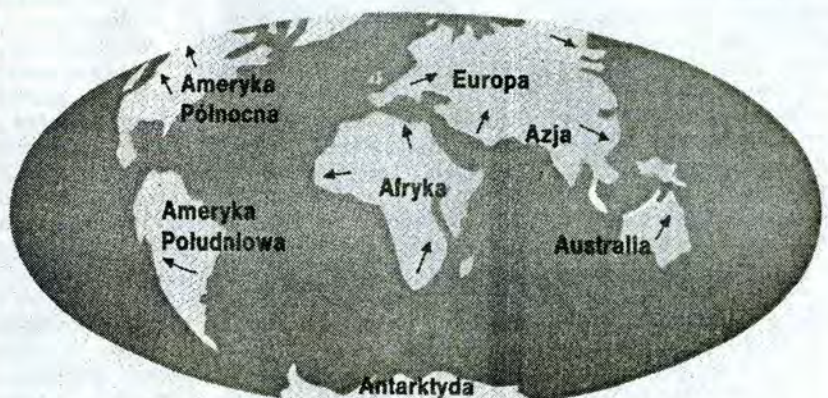 Ameryka
Północna
Europa
Azja
Afryka
Ameryka
Południowa
Australia
Antarktyda